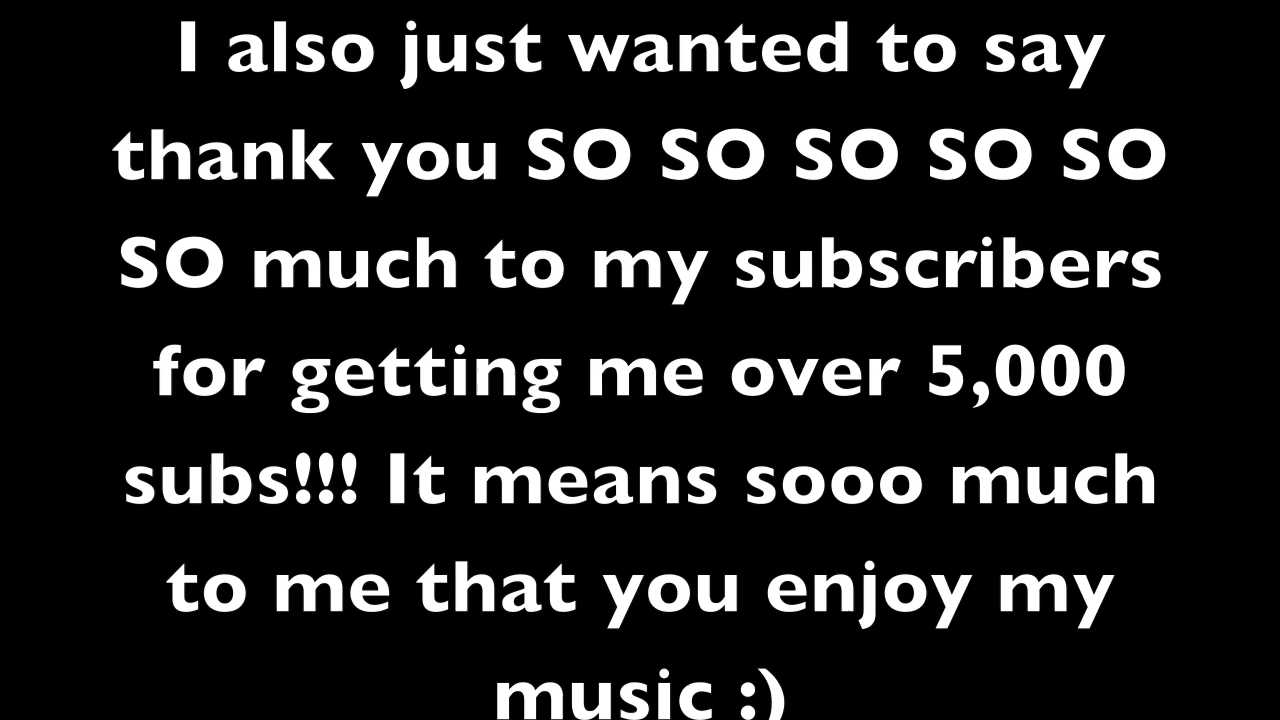 I also just wanted to say
thank you SO SO SO SO SO
SO much to my subscribers
for getting me over 5,000
subs!!! It means sooo much
to me that you enjoy my
music :)